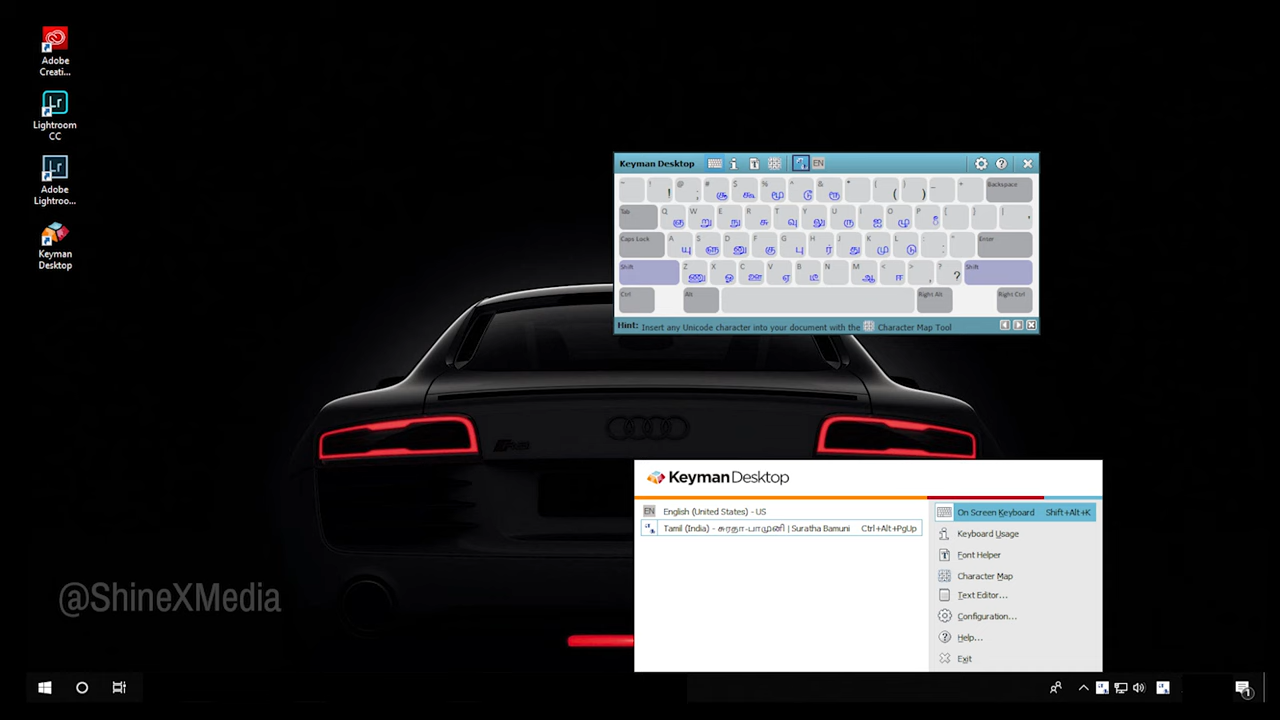 Adobe
Creati...
Lightroom
CC
Adobe
Lightroo...
Keyman
Desktop
Keyman Desktop
EN
~ ! @ # $ % ^ & * ( ) _ + Backspace
Tab Q W E R T Y U I O P { } |
ஞ று நு சு வு லு ரு ஐ ழு
Caps Lock A S D F G H J K L : " Enter
யு ளு னு கு பு ர் து மு டு
Shift Z X C V B N M < > ? Shift
ணு ஓ ஊ ஏ டீ ஆ ஈ , ?
Ctrl Alt Right Alt Right Ctrl
Hint: Insert any Unicode character into your document with the Character Map Tool
Keyman Desktop
EN English (United States) - US
Tamil (India) - சுரதா-பாமுனி | Suratha Bamuni Ctrl+Alt+PgUp
On Screen Keyboard Shift+Alt+K
Keyboard Usage
Font Helper
Character Map
Text Editor...
Configuration...
Help...
Exit
@ShineXMedia